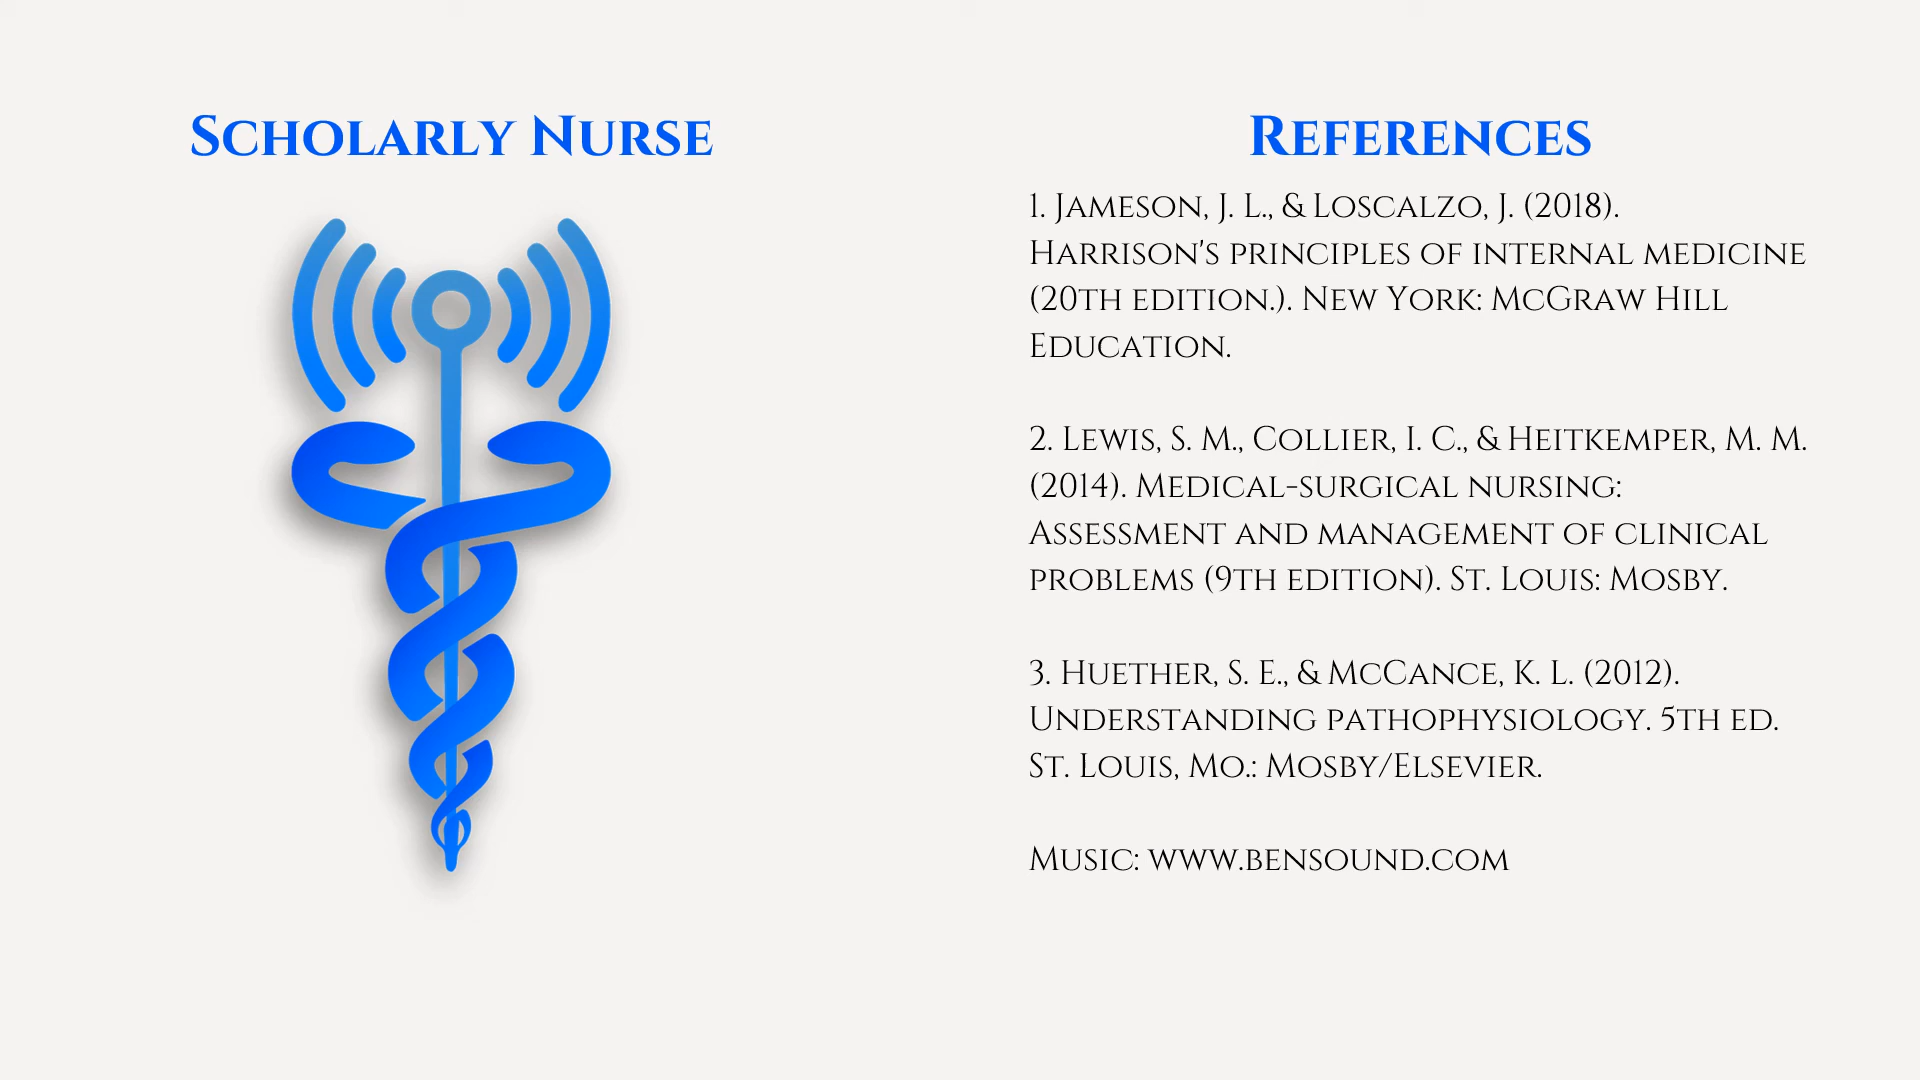 Scholarly Nurse
References
1. Jameson, J. L., & Loscalzo, J. (2018).
Harrison's principles of internal medicine
(20th edition.). New York: McGraw Hill
Education.
2. Lewis, S. M., Collier, I. C., & Heitkemper, M. M.
(2014). Medical-surgical nursing:
Assessment and management of clinical
problems (9th edition). St. Louis: Mosby.
3. Huether, S. E., & McCance, K. L. (2012).
Understanding pathophysiology. 5th ed.
St. Louis, Mo.: Mosby/Elsevier.
Music: www.bensound.com